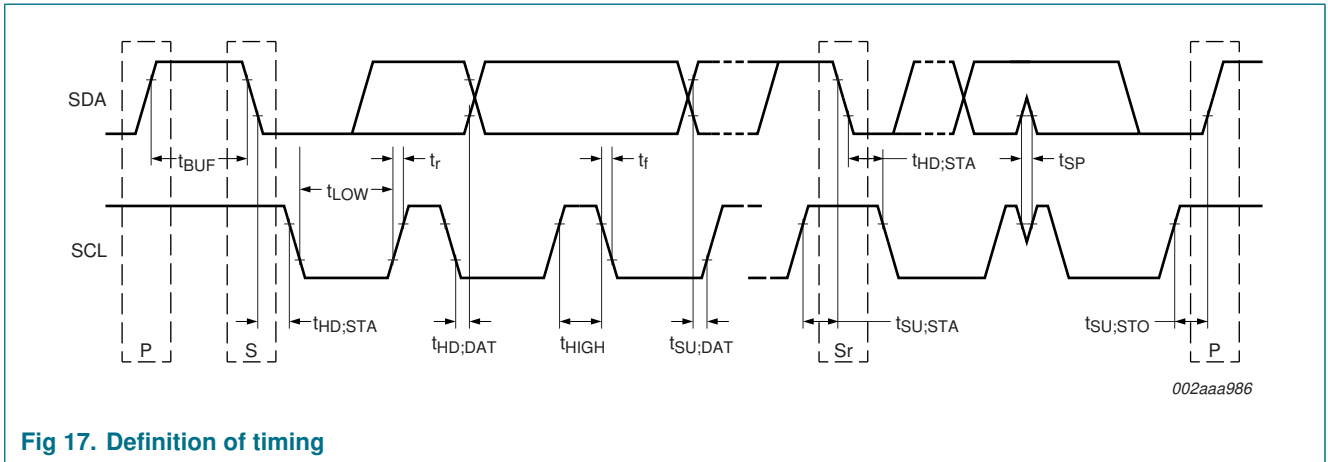 SDA
tBUF
tLOW
tr
tf
tHD;STA
tSP
SCL
tHD;STA
tHD;DAT
tHIGH
tSU;DAT
tSU;STA
tSU;STO
P
S
Sr
P
002aaa986
Fig 17. Definition of timing